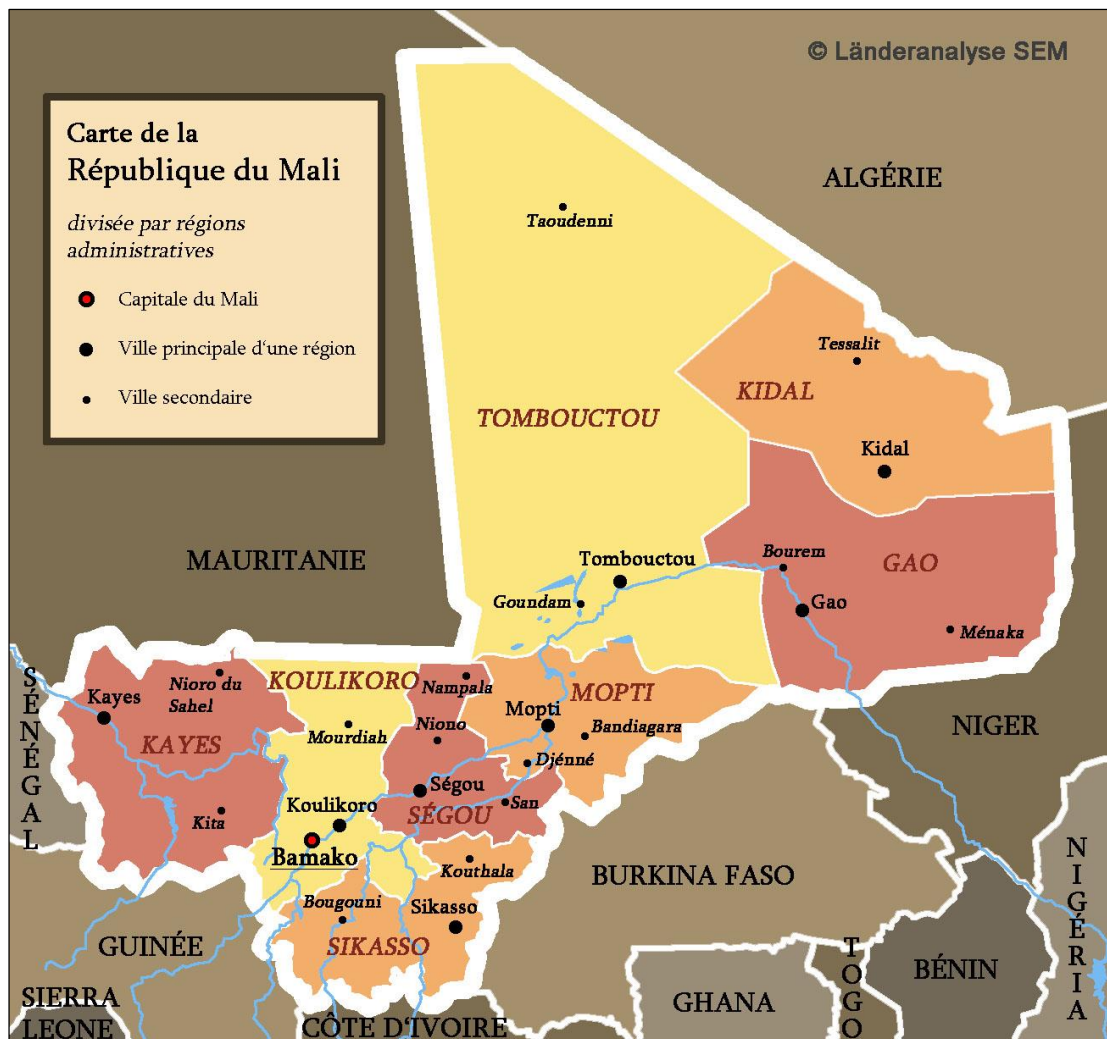 © Länderanalyse SEM
Carte de la
République du Mali
divisée par régions
administratives
Capitale du Mali
Ville principale d'une région
Ville secondaire
ALGÉRIE
Taoudenni
Tessalit
KIDAL
TOMBOUCTOU
Kidal
MAURITANIE
Tombouctou
Bourem
GAO
Goundam
Gao
Ménaka
SÉNÉGAL
Kayes
Nioro du
Sahel
KOULIKORO
Nampala
MOPTI
KAYES
Mourdiah
Niono
Mopti
Bandiagara
NIGER
Djénné
Ségou
Kita
Koulikoro
SÉGOU
San
Bamako
Kouthala
BURKINA FASO
Bougouni
Sikasso
GUINÉE
SIKASSO
NIGÉRIA
BÉNIN
TOGO
GHANA
SIERRA
LEONE
CÔTE D'IVOIRE